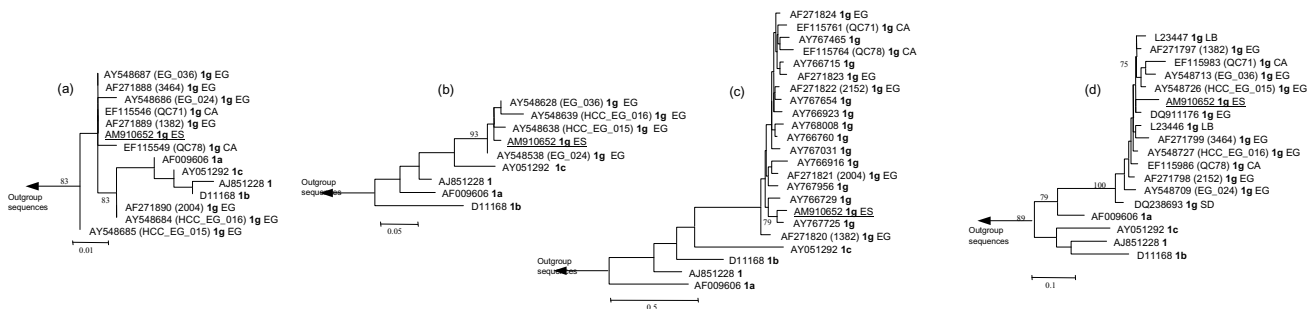 (a)
AY548687 (EG_036) 1g EG
AF271888 (3464) 1g EG
AY548686 (EG_024) 1g EG
EF115546 (QC71) 1g CA
AF271889 (1382) 1g EG
AM910652 1g ES
EF115549 (QC78) 1g CA
AF009606 1a
AY051292 1c
AJ851228 1
D11168 1b
AF271890 (2004) 1g EG
AY548684 (HCC_EG_016) 1g EG
AY548685 (HCC_EG_015) 1g EG
83
83
Outgroup
sequences
0.01
(b)
AY548628 (EG_036) 1g EG
AY548639 (HCC_EG_016) 1g EG
AY548638 (HCC_EG_015) 1g EG
AM910652 1g ES
AY548538 (EG_024) 1g EG
AY051292 1c
AJ851228 1
AF009606 1a
D11168 1b
93
Outgroup
sequences
0.05
(c)
AF271824 1g EG
EF115761 (QC71) 1g CA
AY767465 1g
EF115764 (QC78) 1g CA
AY766715 1g
AF271823 1g EG
AF271822 (2152) 1g EG
AY767654 1g
AY766923 1g
AY768008 1g
AY766760 1g
AY767031 1g
AY766916 1g
AF271821 (2004) 1g EG
AY767956 1g
AY766729 1g
AM910652 1g ES
AY767725 1g
AF271820 (1382) 1g EG
AY051292 1c
D11168 1b
AJ851228 1
AF009606 1a
79
Outgroup
sequences
0.5
(d)
L23447 1g LB
AF271797 (1382) 1g EG
EF115983 (QC71) 1g CA
AY548713 (EG_036) 1g EG
AY548726 (HCC_EG_015) 1g EG
AM910652 1g ES
DQ911176 1g EG
L23446 1g LB
AF271799 (3464) 1g EG
AY548727 (HCC_EG_016) 1g EG
EF115986 (QC78) 1g CA
AF271798 (2152) 1g EG
AY548709 (EG_024) 1g EG
DQ238693 1g SD
AF009606 1a
AY051292 1c
AJ851228 1
D11168 1b
75
100
79
89
Outgroup
sequences
0.1